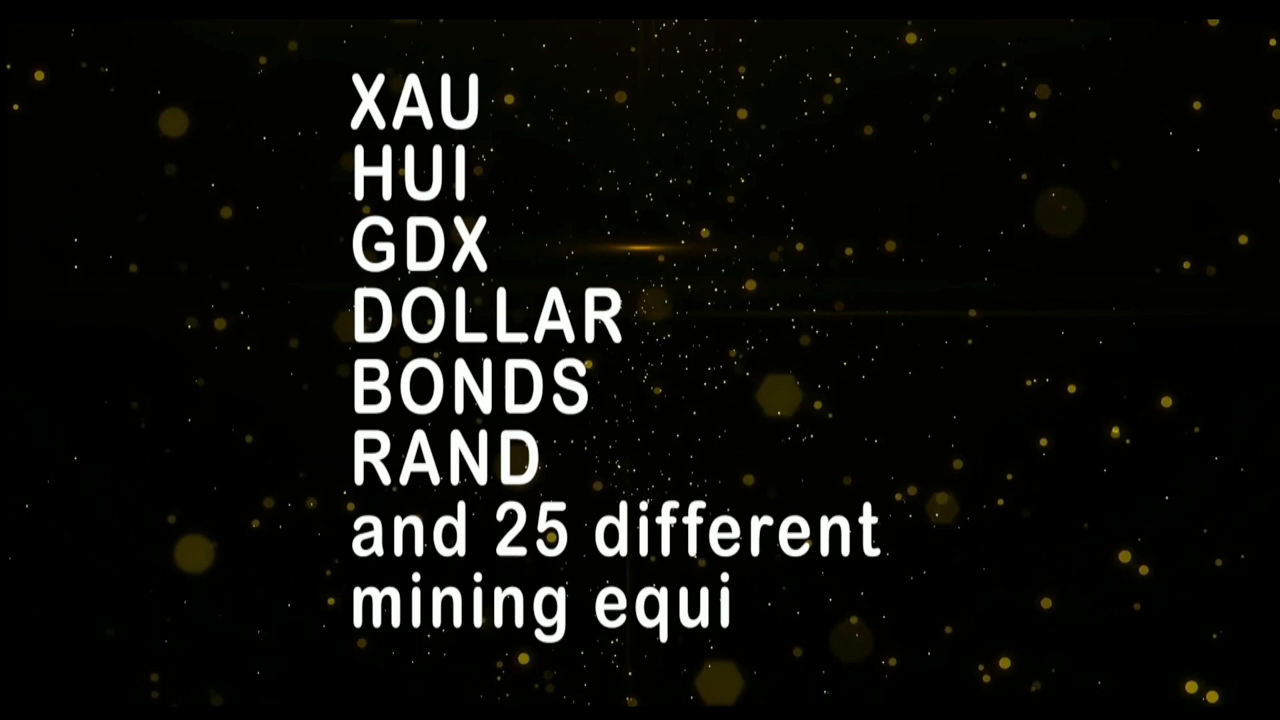 XAU
HUI
GDX
DOLLAR
BONDS
RAND
and 25 different
mining equi